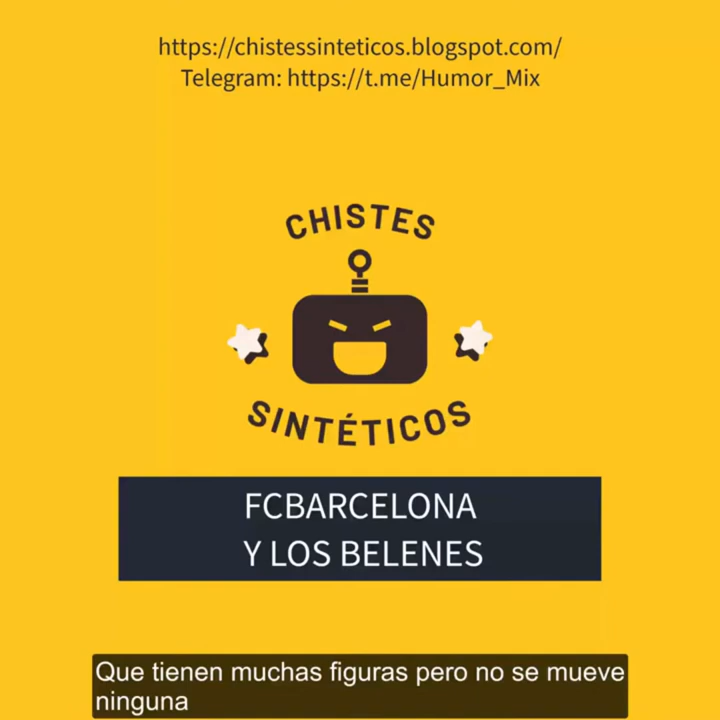 https://chistessinteticos.blogspot.com/
Telegram: https://t.me/Humor_Mix
CHISTES
SINTÉTICOS
FCBARCELONA
Y LOS BELENES
Que tienen muchas figuras pero no se mueve
ninguna